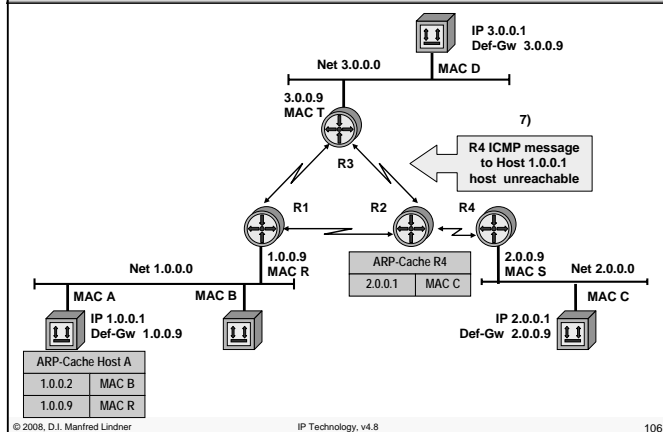 IP 3.0.0.1
Def-Gw 3.0.0.9
Net 3.0.0.0
MAC D
3.0.0.9
MAC T
7)
R4 ICMP message
to Host 1.0.0.1
host unreachable
R3
R1
R2
R4
1.0.0.9
MAC R
ARP-Cache R4
2.0.0.1 MAC C
2.0.0.9
MAC S
Net 1.0.0.0
Net 2.0.0.0
MAC A
MAC B
MAC C
IP 1.0.0.1
Def-Gw 1.0.0.9
IP 2.0.0.1
Def-Gw 2.0.0.9
ARP-Cache Host A
1.0.0.2 MAC B
1.0.0.9 MAC R
© 2008, D.I. Manfred Lindner
IP Technology, v4.8
106